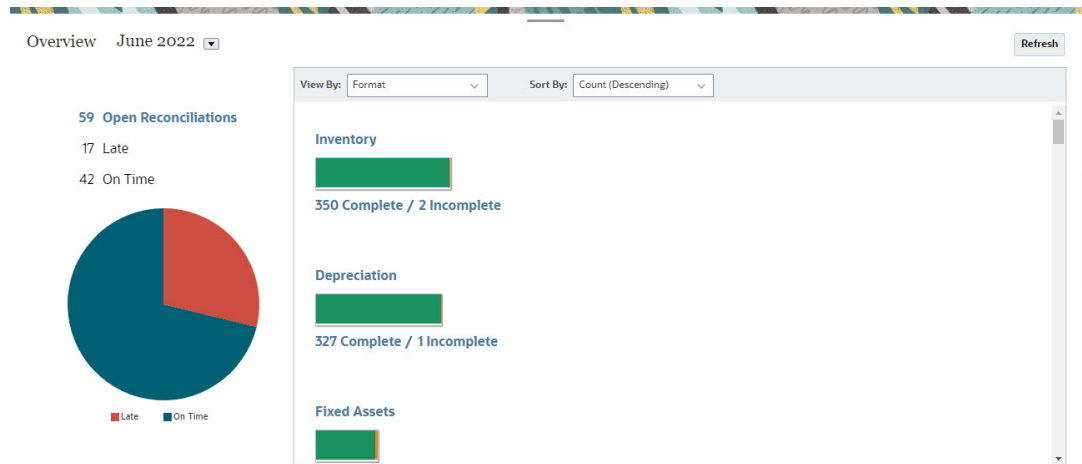 Overview June 2022
Refresh
59 Open Reconciliations
17 Late
42 On Time
Late On Time
View By: Format Sort By: Count (Descending)
Inventory
350 Complete / 2 Incomplete
Depreciation
327 Complete / 1 Incomplete
Fixed Assets